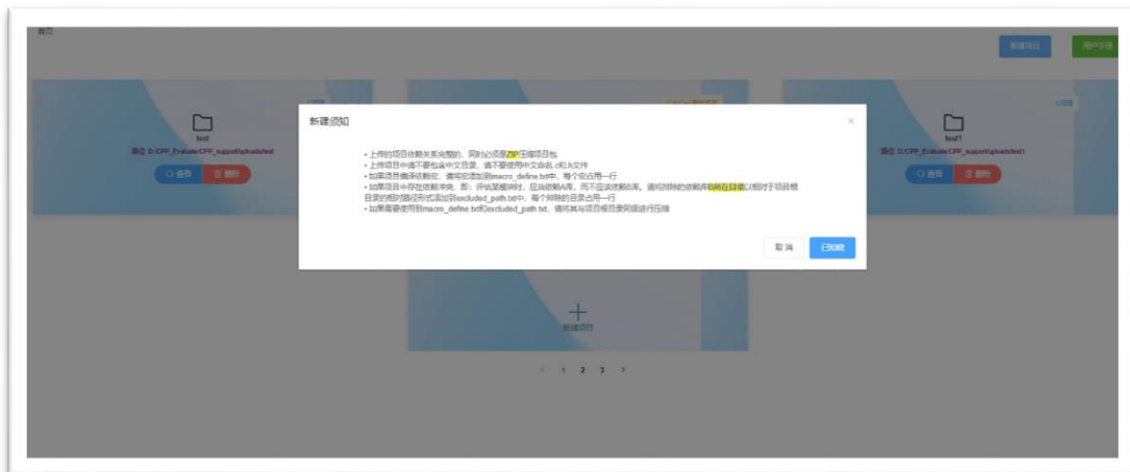 首页
新建项目
用户手册
C项目
test
路径: D:/CPP_Evaluate/CPP_support/uploads/test
查看
删除
C项目
test1
路径: D:/CPP_Evaluate/CPP_support/uploads/test1
查看
删除
新建须知
×
• 上传的项目依赖关系完整的、同时必须是ZIP压缩项目包
• 上传项目中请不要包含中文目录、请不要使用中文命名.c和.h文件
• 如果项目编译依赖宏、请将宏添加到macro_define.txt中、每个宏占用一行
• 如果项目中存在依赖冲突、即：评估某模块时、应当依赖A库、而不应该依赖B库。请将排除的依赖库B所在目录以相对于项目根
目录的相对路径形式添加到excluded_path.txt中、每个排除的目录占用一行
• 如果需要使用到macro_define.txt和excluded_path.txt、请将其与项目根目录同级进行压缩
取消
已知晓
新建项目
< 1 2 3 >